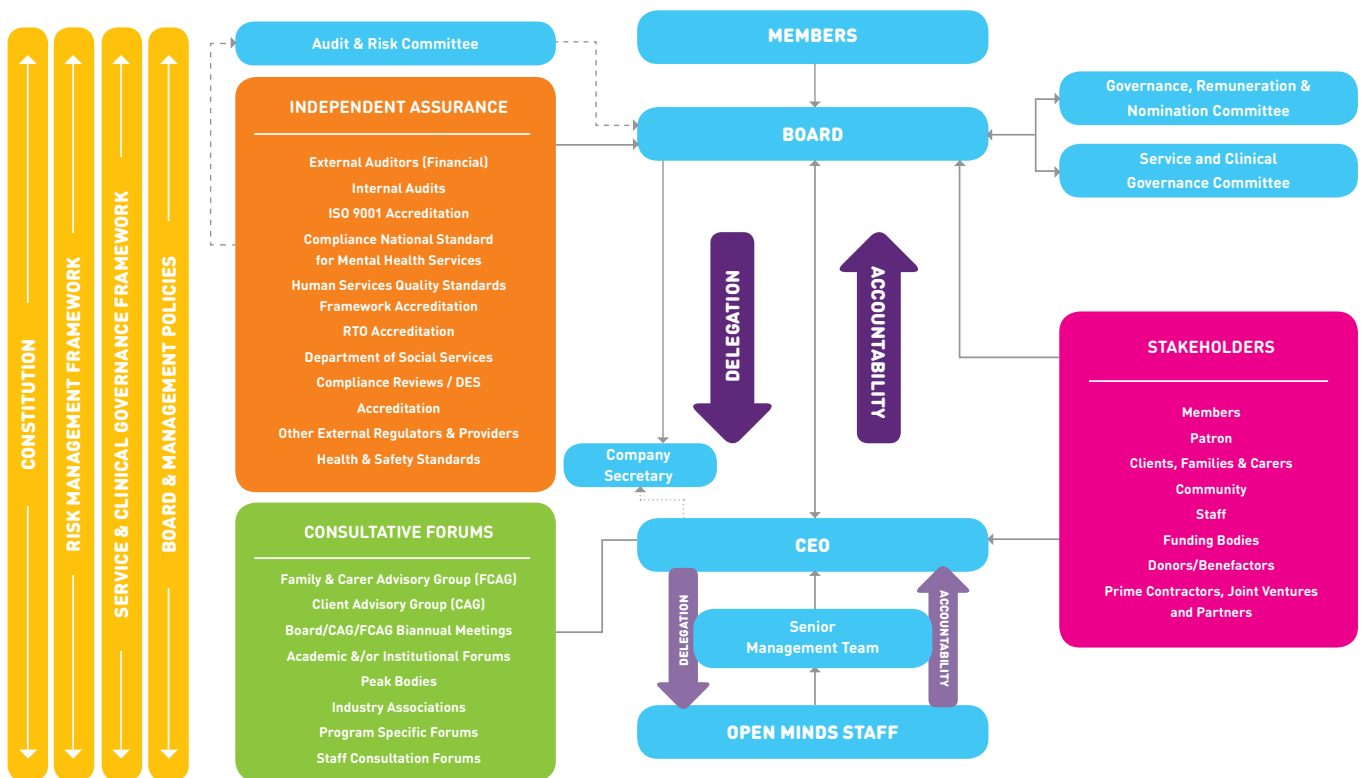 CONSTITUTION
RISK MANAGEMENT FRAMEWORK
SERVICE & CLINICAL GOVERNANCE FRAMEWORK
BOARD & MANAGEMENT POLICIES
Audit & Risk Committee
INDEPENDENT ASSURANCE
External Auditors (Financial)
Internal Audits
ISO 9001 Accreditation
Compliance National Standard
for Mental Health Services
Human Services Quality Standards
Framework Accreditation
RTO Accreditation
Department of Social Services
Compliance Reviews / DES
Accreditation
Other External Regulators & Providers
Health & Safety Standards
CONSULTATIVE FORUMS
Family & Carer Advisory Group (FCAG)
Client Advisory Group (CAG)
Board/CAG/FCAG Biannual Meetings
Academic &/or Institutional Forums
Peak Bodies
Industry Associations
Program Specific Forums
Staff Consultation Forums
MEMBERS
BOARD
DELEGATION
ACCOUNTABILITY
Company
Secretary
CEO
DELEGATION
Senior
Management Team
ACCOUNTABILITY
OPEN MINDS STAFF
Governance, Remuneration &
Nomination Committee
Service and Clinical
Governance Committee
STAKEHOLDERS
Members
Patron
Clients, Families & Carers
Community
Staff
Funding Bodies
Donors/Benefactors
Prime Contractors, Joint Ventures
and Partners